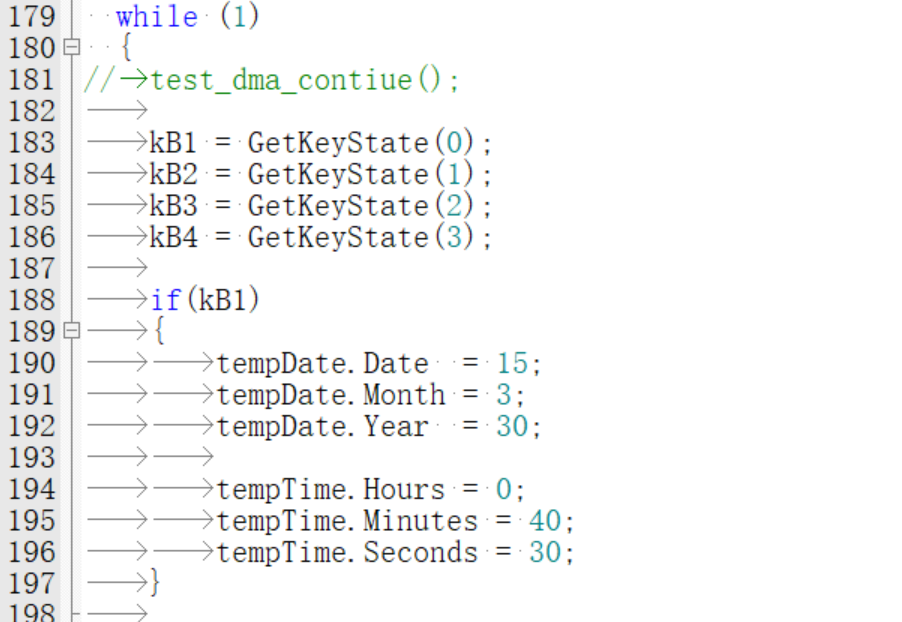 179 while (1)
180 {
181 // test_dma_contiue();
182
183 kB1 = GetKeyState(0);
184 kB2 = GetKeyState(1);
185 kB3 = GetKeyState(2);
186 kB4 = GetKeyState(3);
187
188 if(kB1)
189 {
190 tempDate.Date = 15;
191 tempDate.Month = 3;
192 tempDate.Year = 30;
193
194 tempTime.Hours = 0;
195 tempTime.Minutes = 40;
196 tempTime.Seconds = 30;
197 }
198